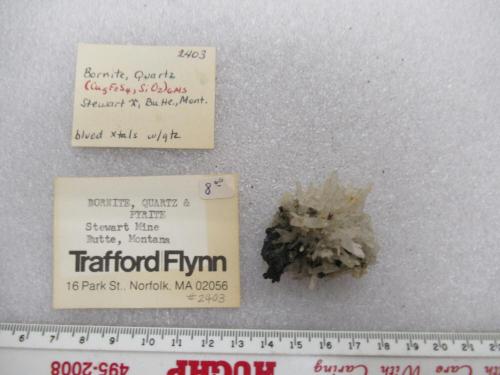 2403
Bornite, Quartz
(Cu5FeS4, SiO2) GMS
Stewart Butte, Mont.
blued xtals w/qtz
8
BORNITE, QUARTZ &
PYRITE
Stewart Mine
Butte, Montana
Trafford Flynn
16 Park St., Norfolk, MA 02056
#2403
6 7 8 9 10 11 12 13 14 15 16 17 18 19 20 21
495-2008
Care With Caring